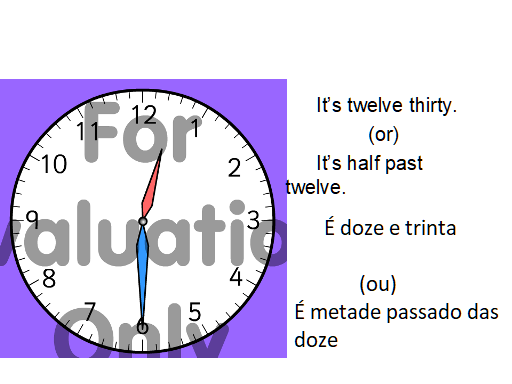 For
valuatio
Only
12
11 1
10 2
9 3
8 4
7 5
6
It's twelve thirty.
(or)
It's half past
twelve.
É doze e trinta
(ou)
É metade passado das
doze